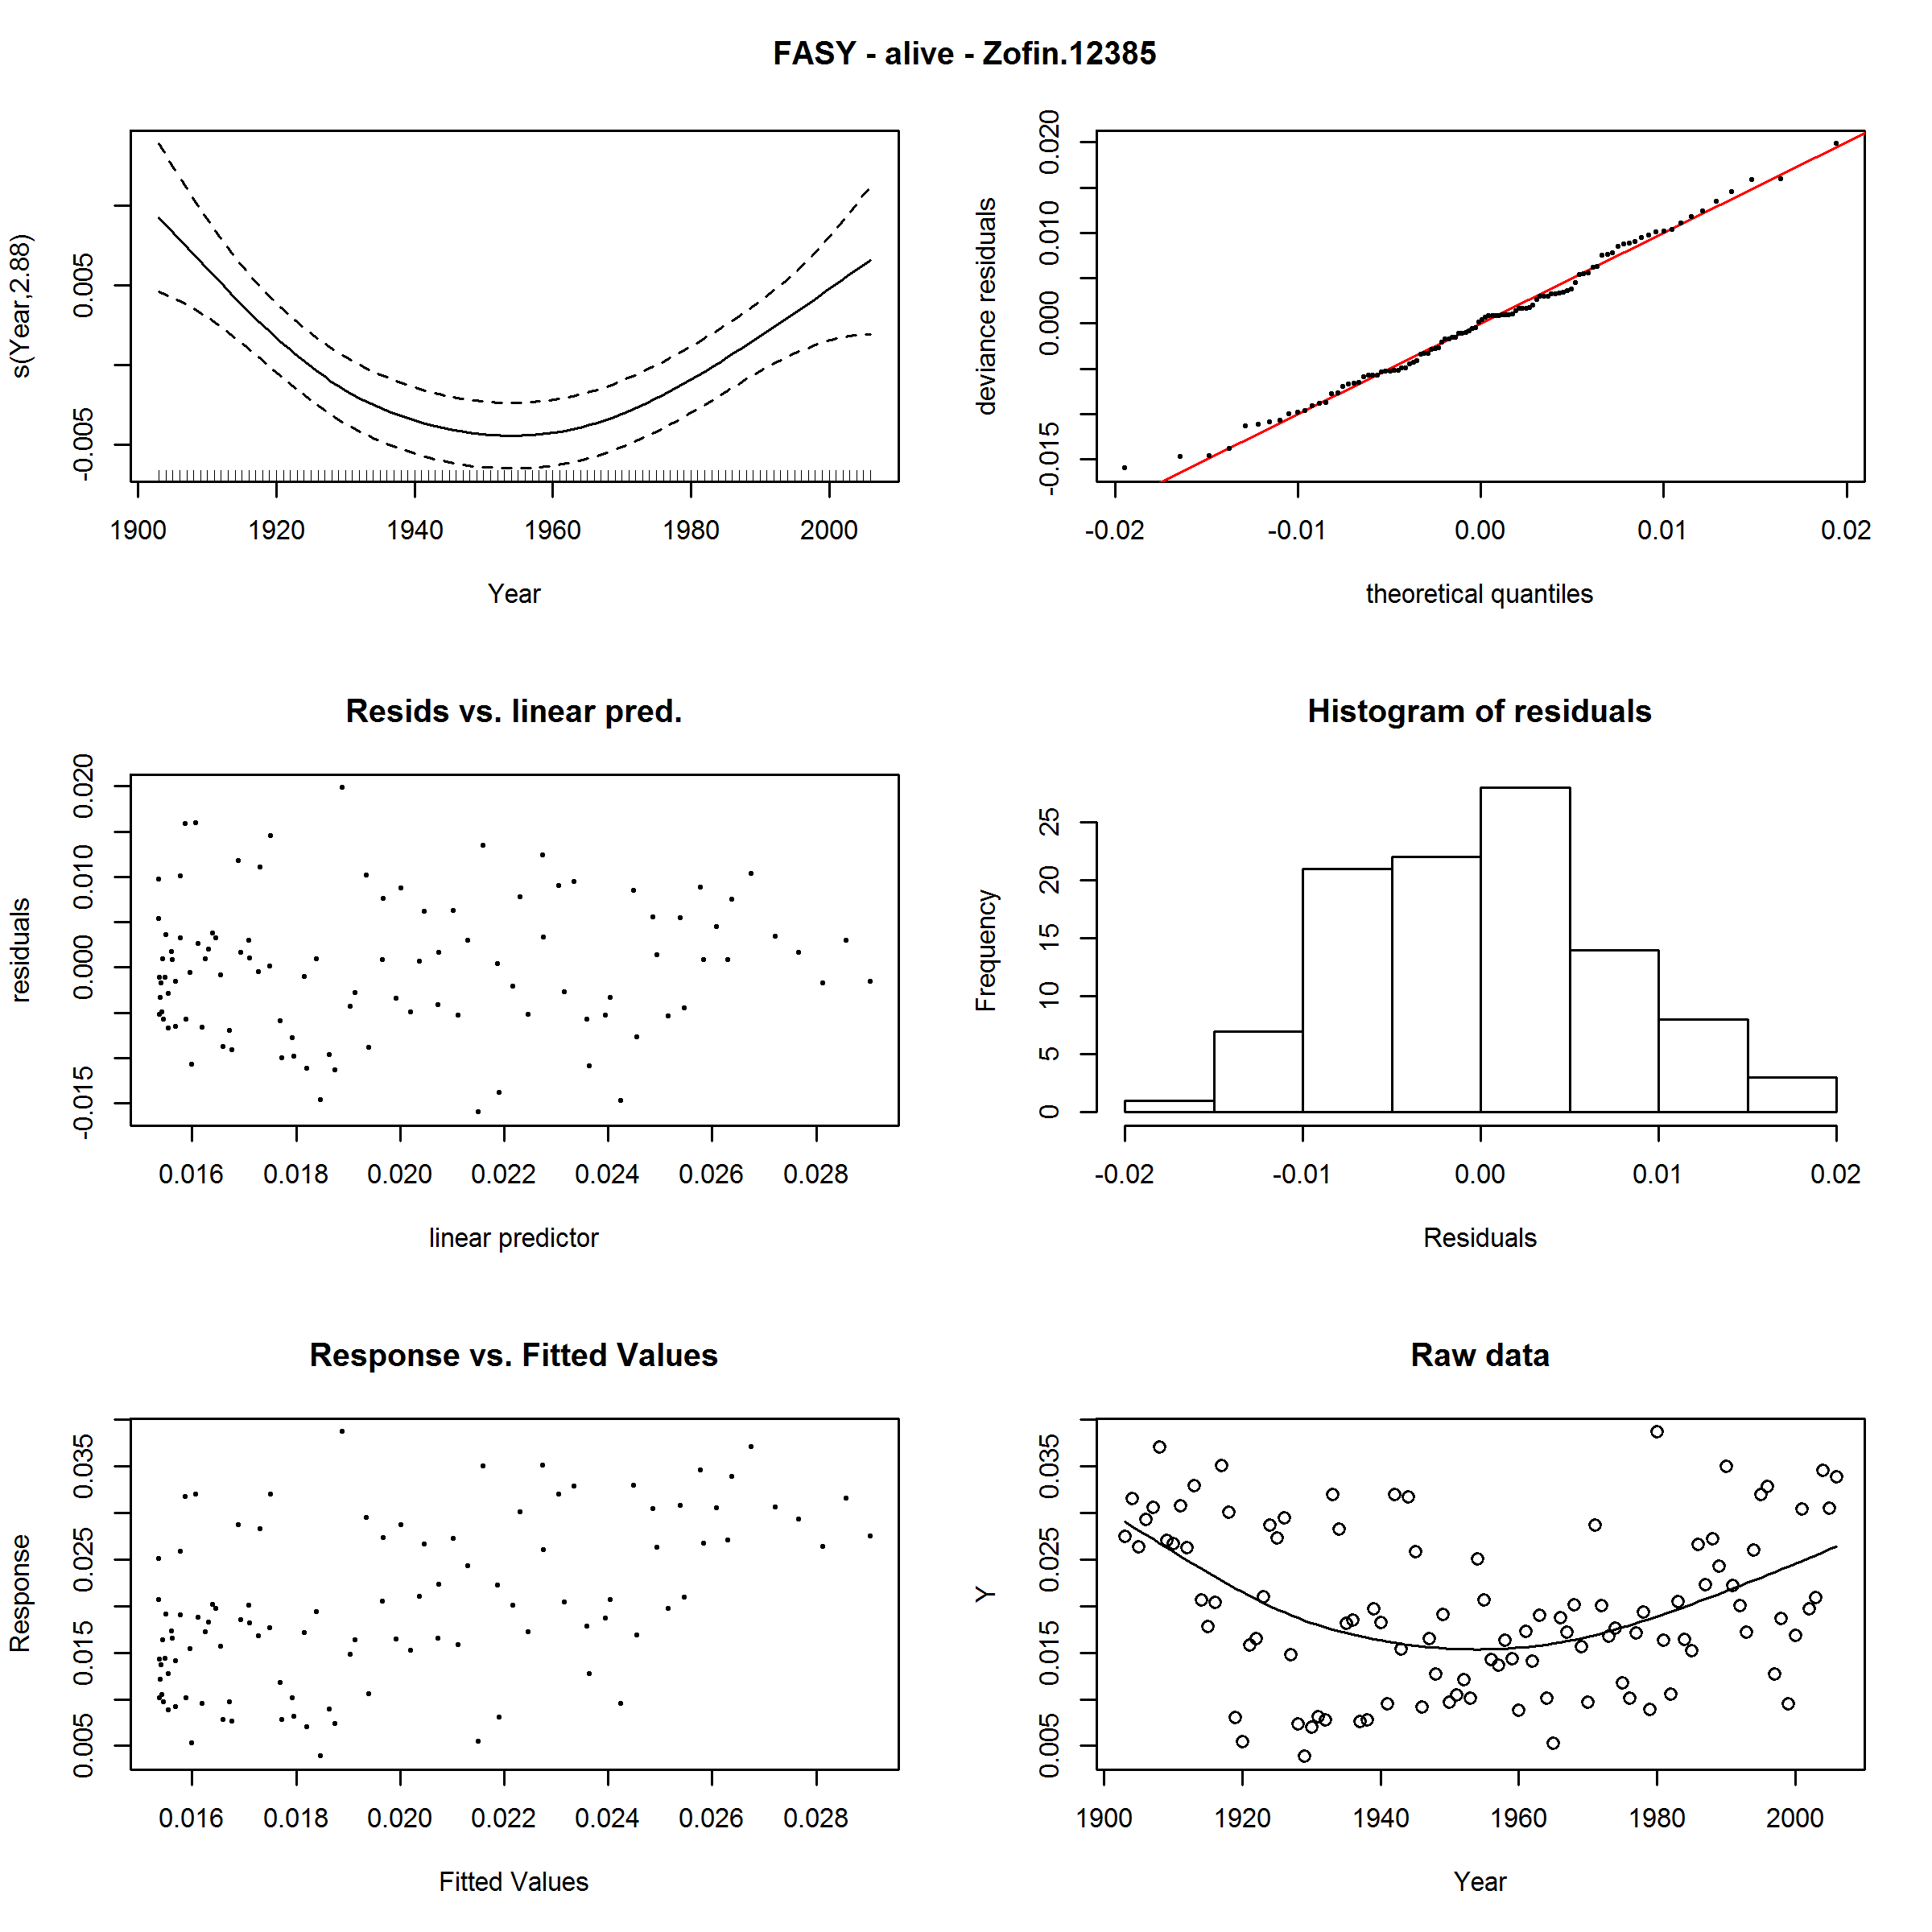 FASY - alive - Zofin.12385
s(Year,2.88)
-0.005 0.005
1900 1920 1940 1960 1980 2000
Year
deviance residuals
-0.015 0.000 0.010 0.020
-0.02 -0.01 0.00 0.01 0.02
theoretical quantiles
Resids vs. linear pred.
residuals
-0.015 0.000 0.010 0.020
0.016 0.018 0.020 0.022 0.024 0.026 0.028
linear predictor
Histogram of residuals
Frequency
0 5 10 15 20 25
-0.02 -0.01 0.00 0.01 0.02
Residuals
Response vs. Fitted Values
Response
0.005 0.015 0.025 0.035
0.016 0.018 0.020 0.022 0.024 0.026 0.028
Fitted Values
Raw data
Y
0.005 0.015 0.025 0.035
1900 1920 1940 1960 1980 2000
Year